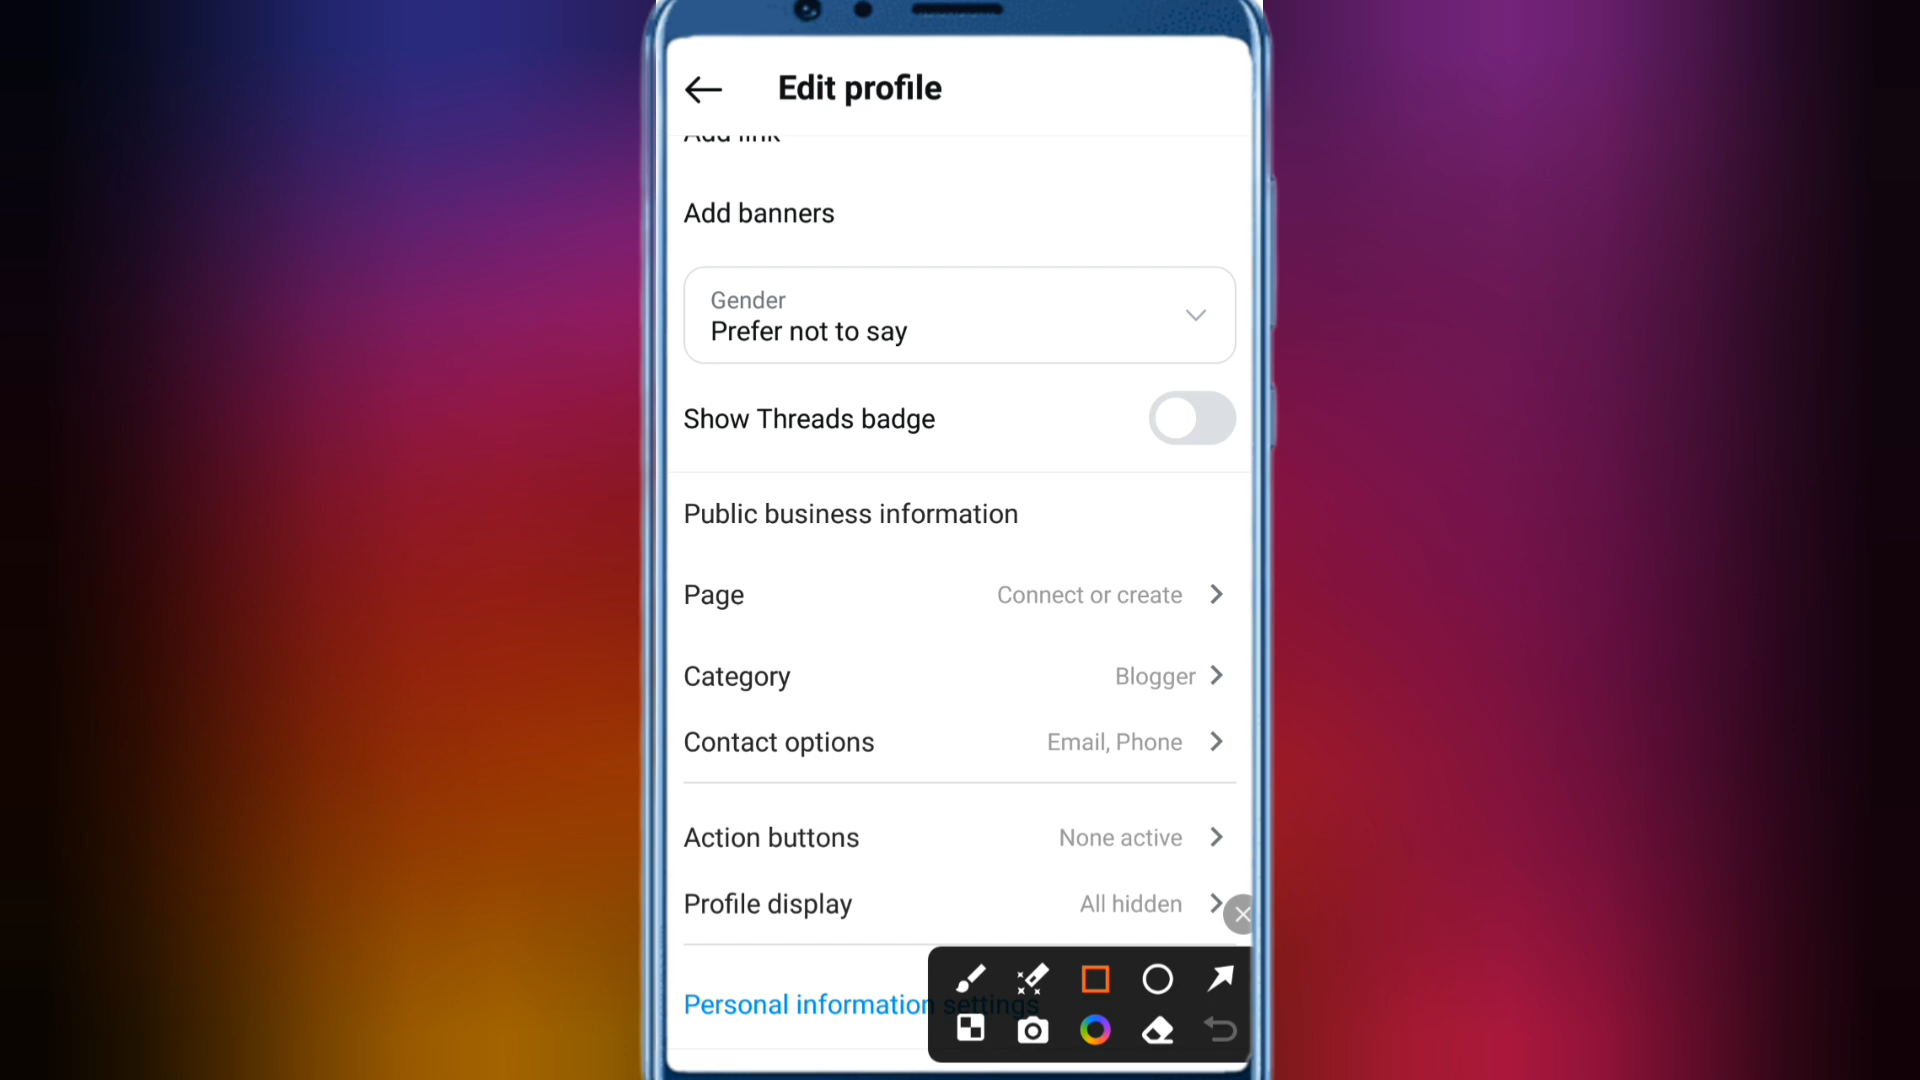 Edit profile
Add link
Add banners
Gender
Prefer not to say
Show Threads badge
Public business information
Page Connect or create
Category Blogger
Contact options Email, Phone
Action buttons None active
Profile display All hidden
Personal information settings